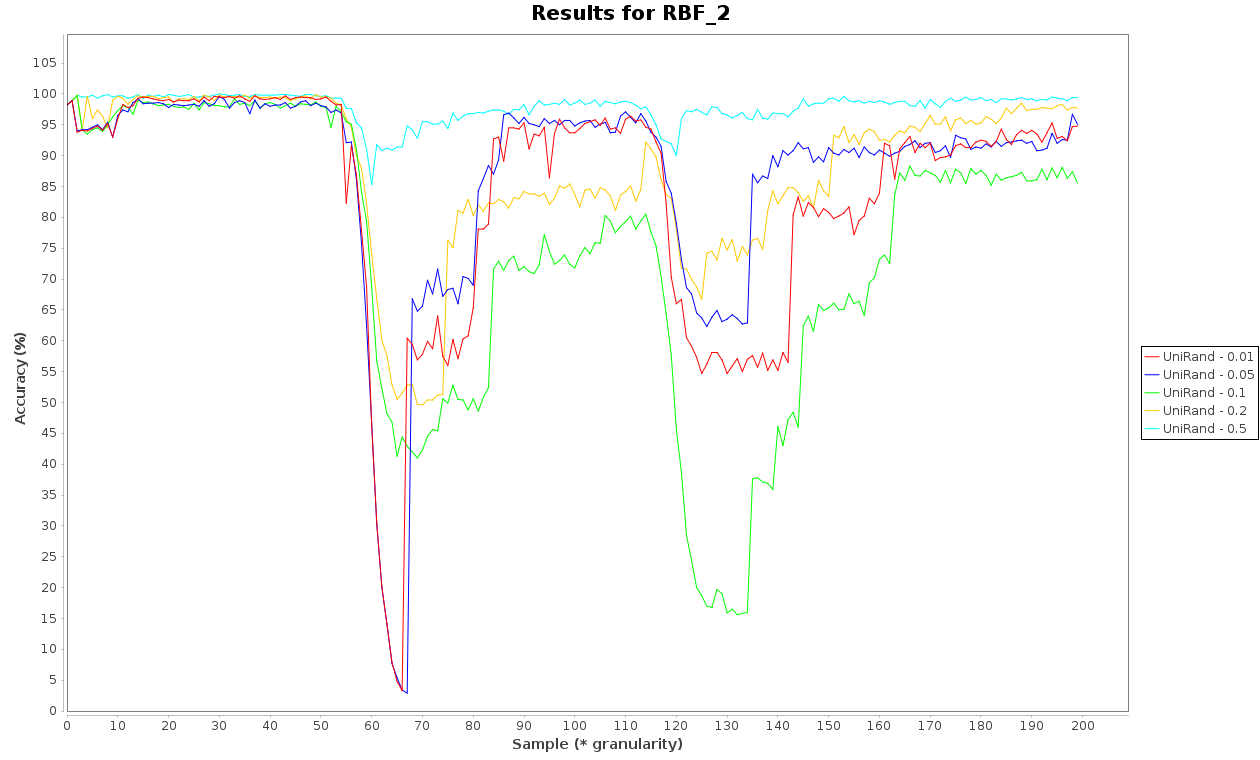 Results for RBF_2
Accuracy (%)
105
100
95
90
85
80
75
70
65
60
55
50
45
40
35
30
25
20
15
10
5
0
0 10 20 30 40 50 60 70 80 90 100 110 120 130 140 150 160 170 180 190 200
Sample (* granularity)
UniRand - 0.01
UniRand - 0.05
UniRand - 0.1
UniRand - 0.2
UniRand - 0.5